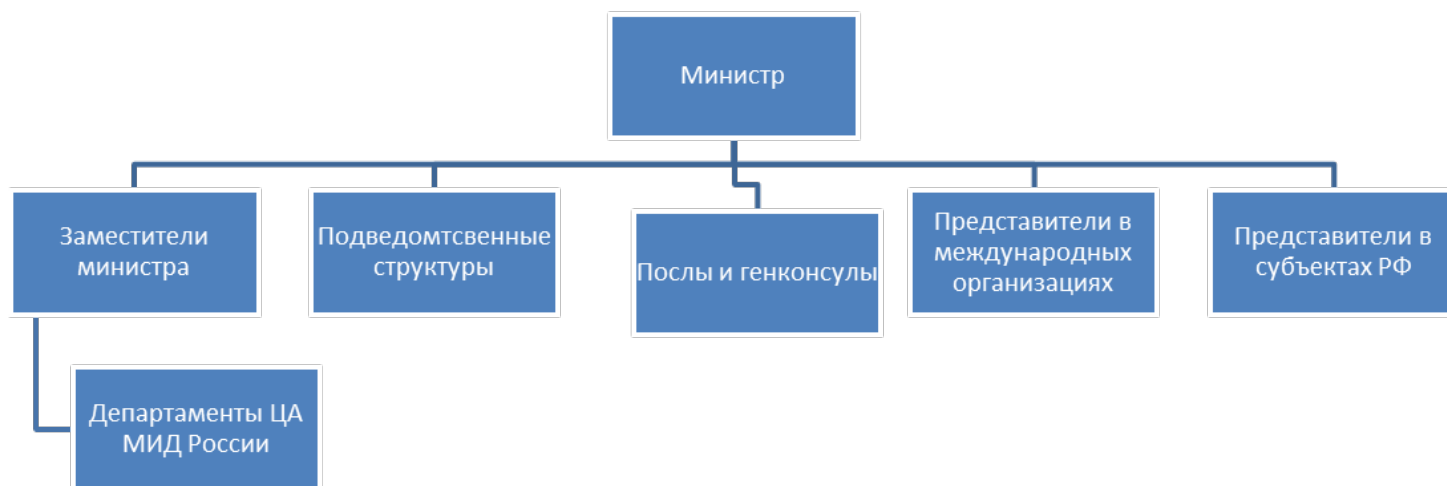 Министр
Заместители
министра
Подведомтсвенные
структуры
Послы и генконсулы
Представители в
международных
организациях
Представители в
субъектах РФ
Департаменты ЦА
МИД России